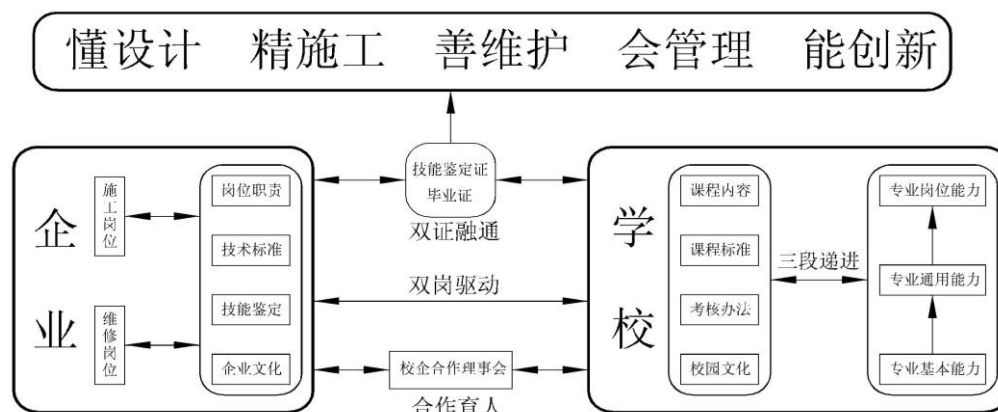 懂设计 精施工 善维护 会管理 能创新
企业
施工岗位
维修岗位
岗位职责
技术标准
技能鉴定
企业文化
技能鉴定证
毕业证
双证融通
双岗驱动
校企合作理事会
合作育人
学校
课程内容
课程标准
考核办法
校园文化
三段递进
专业岗位能力
专业通用能力
专业基本能力